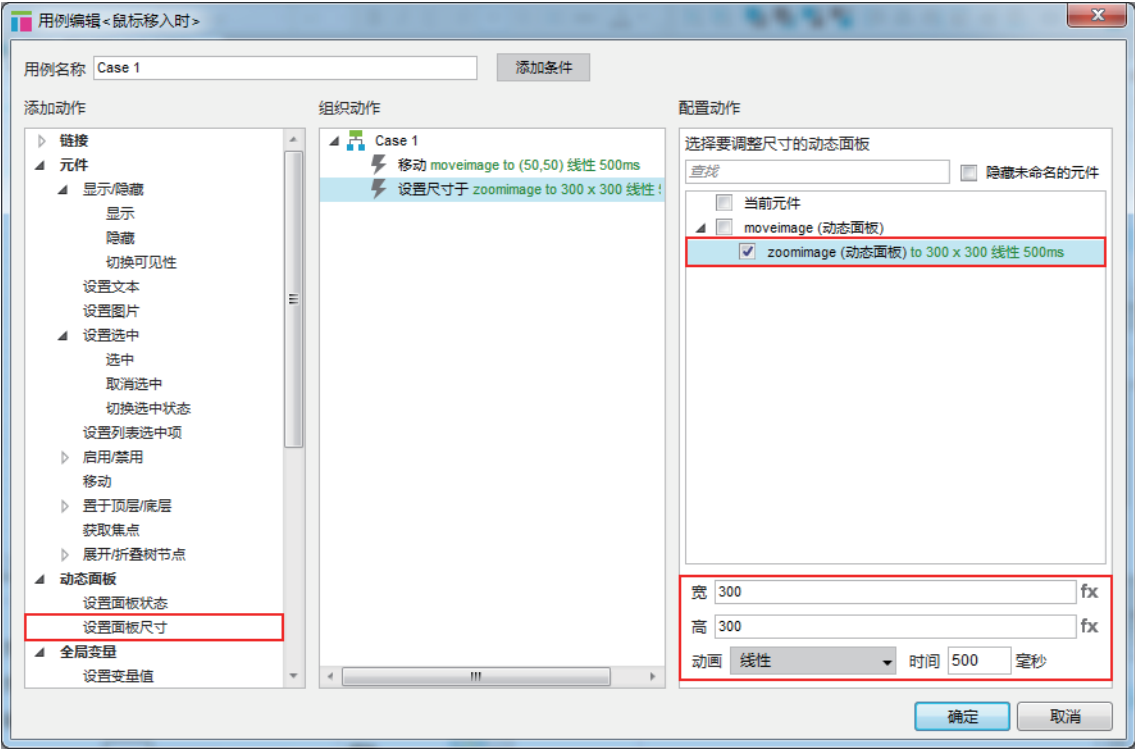 用例编辑<鼠标移入时>
用例名称 Case 1 添加条件
添加动作
链接
元件
显示/隐藏
显示
隐藏
切换可见性
设置文本
设置图片
设置选中
选中
取消选中
切换选中状态
设置列表选中项
启用/禁用
移动
置于顶层/底层
获取焦点
展开/折叠树节点
动态面板
设置面板状态
设置面板尺寸
全局变量
设置变量值
组织动作
Case 1
移动 moveimage to (50,50) 线性 500ms
设置尺寸于 zoomimage to 300 x 300 线性
配置动作
选择要调整尺寸的动态面板
查找 隐藏未命名的元件
当前元件
moveimage (动态面板)
zoomimage (动态面板) to 300 x 300 线性 500ms
宽 300 fx
高 300 fx
动画 线性 时间 500 毫秒
确定 取消